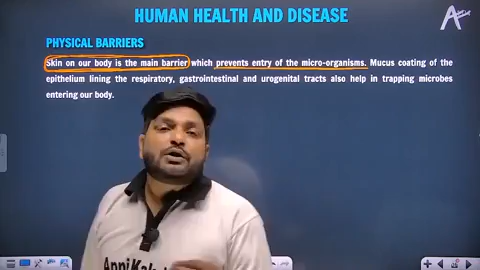 HUMAN HEALTH AND DISEASE
PHYSICAL BARRIERS
Skin on our body is the main barrier which prevents entry of the micro-organisms. Mucus coating of the
epithelium lining the respiratory, gastrointestinal and urogenital tracts also help in trapping microbes
entering our body.